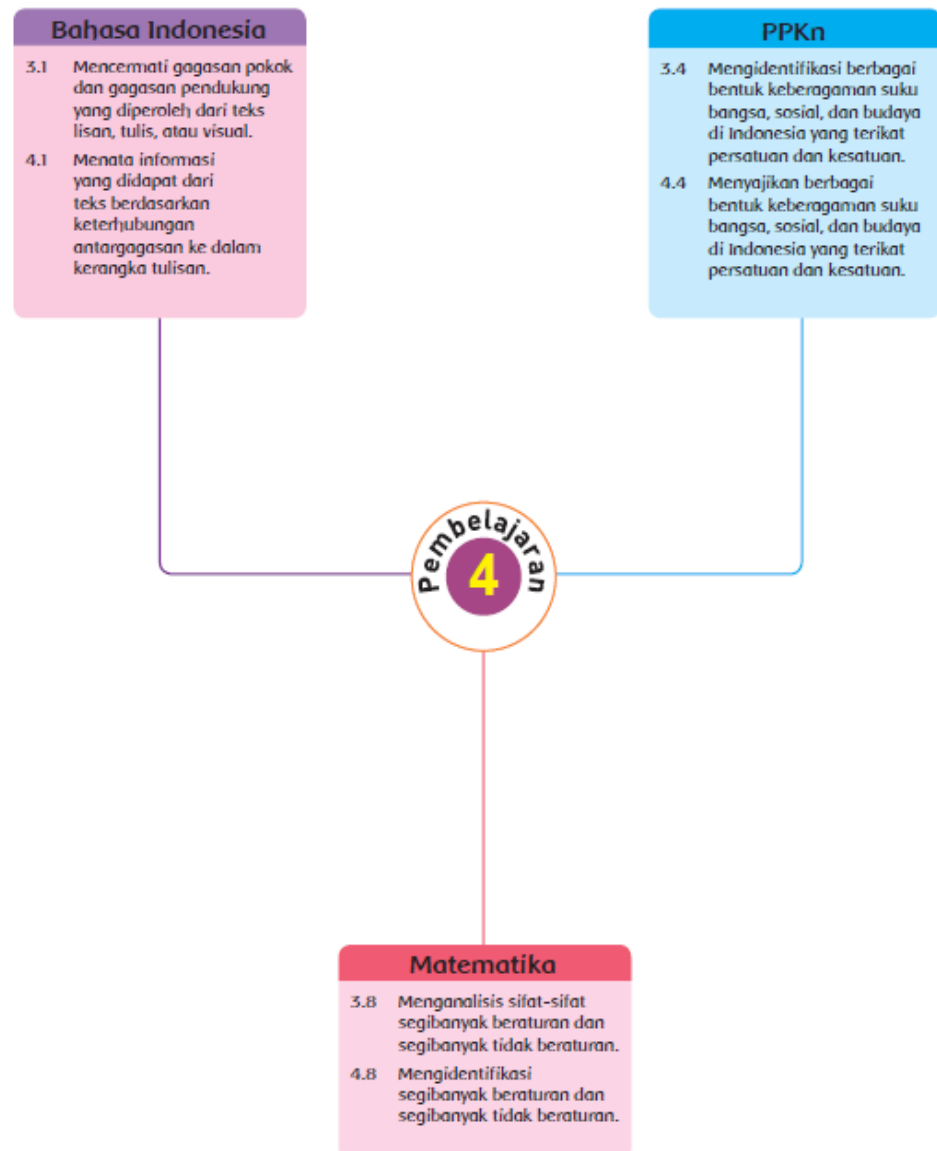 Bahasa Indonesia
3.1 Mencermati gagasan pokok
dan gagasan pendukung
yang diperoleh dari teks
lisan, tulis, atau visual.
4.1 Menata informasi
yang didapat dari
teks berdasarkan
keterhubungan
antargagasan ke dalam
kerangka tulisan.
PPKn
3.4 Mengidentifikasi berbagai
bentuk keberagaman suku
bangsa, sosial, dan budaya
di Indonesia yang terikat
persatuan dan kesatuan.
4.4 Menyajikan berbagai
bentuk keberagaman suku
bangsa, sosial, dan budaya
di Indonesia yang terikat
persatuan dan kesatuan.
Pembelajaran
4
Matematika
3.8 Menganalisis sifat-sifat
segibanyak beraturan dan
segibanyak tidak beraturan.
4.8 Mengidentifikasi
segibanyak beraturan dan
segibanyak tidak beraturan.